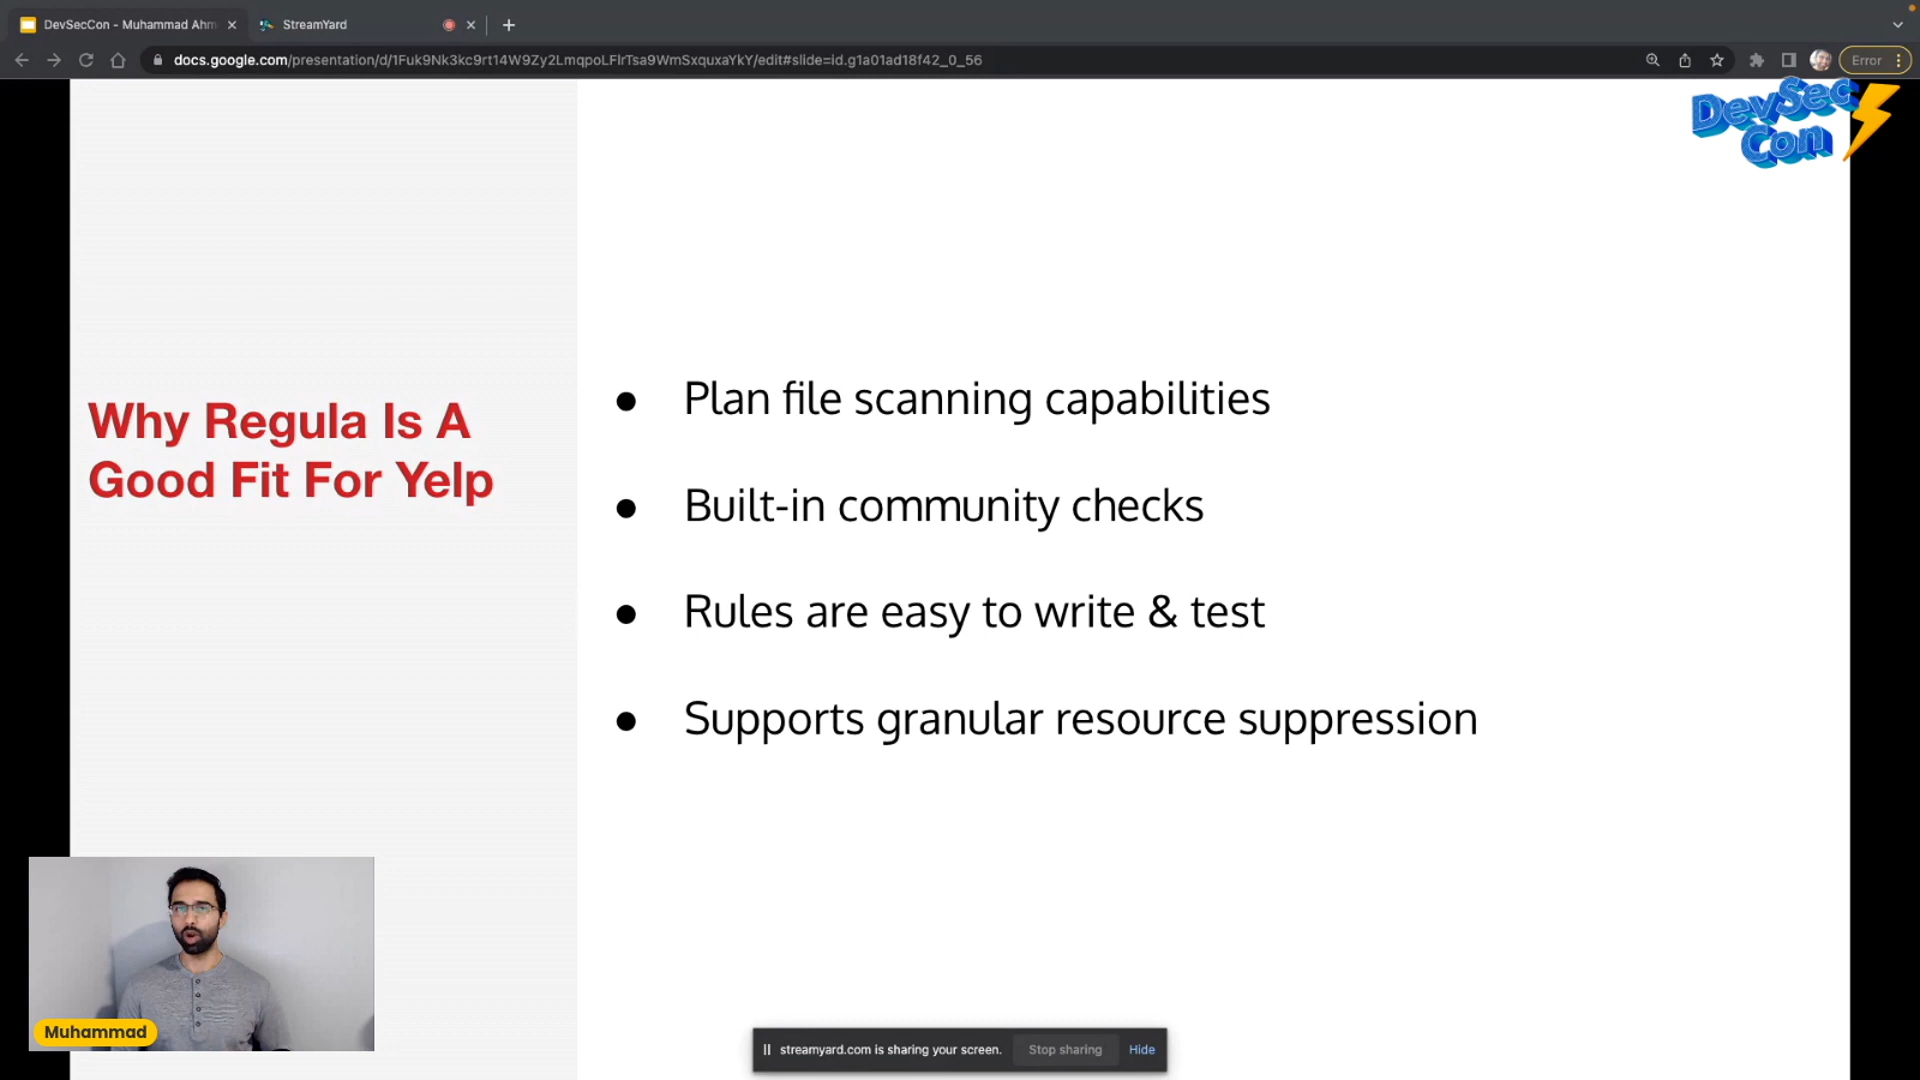 DevSecCon - Muhammad Ahm
StreamYard
docs.google.com/presentation/d/1Fuk9Nk3kc9rt14W9Zy2LmqpoLFlrTsa9WmSxquxaYkY/edit#slide=id.g1a01ad18f42_0_56
Error
DevSec
Con
Why Regula Is A
Good Fit For Yelp
● Plan file scanning capabilities
● Built-in community checks
● Rules are easy to write & test
● Supports granular resource suppression
Muhammad
streamyard.com is sharing your screen.
Stop sharing
Hide